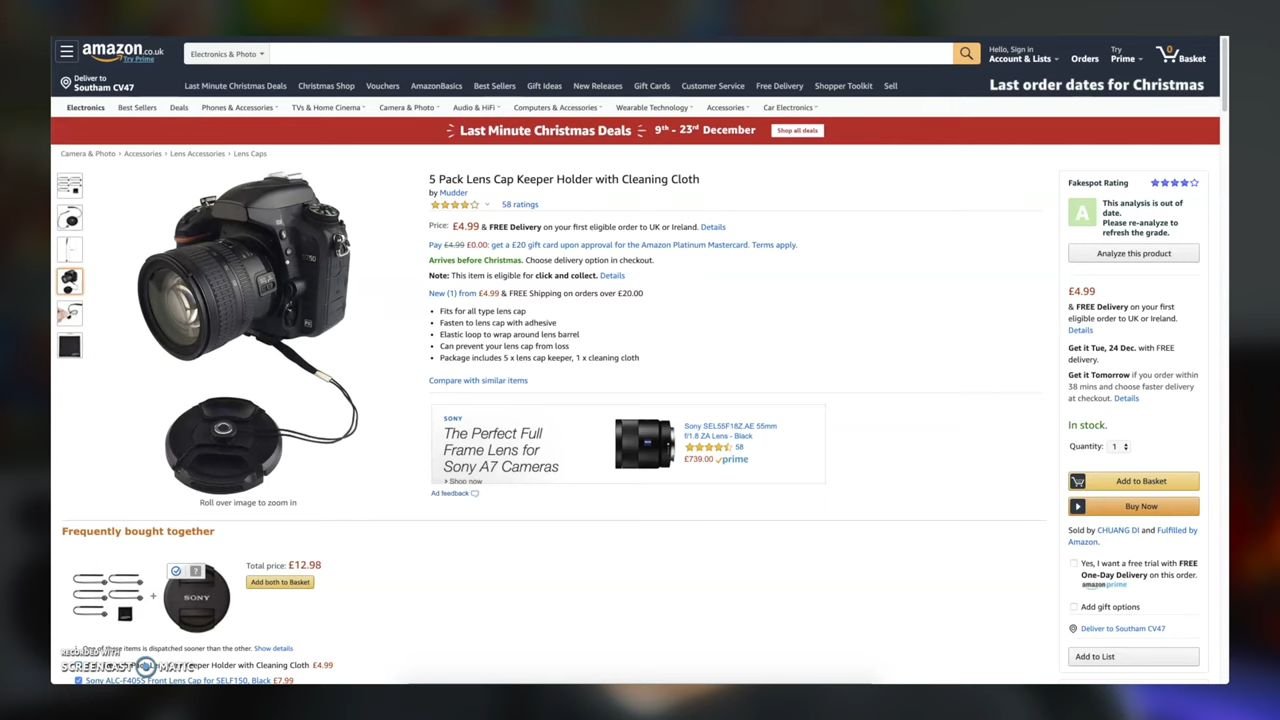 amazon.co.uk
Try Prime
Electronics & Photo
Hello, Sign in
Account & Lists
Orders
Try
Prime
0
Basket
Deliver to
Southam CV47
Last Minute Christmas Deals
Christmas Shop
Vouchers
AmazonBasics
Best Sellers
Gift Ideas
New Releases
Gift Cards
Customer Service
Free Delivery
Shopper Toolkit
Sell
Last order dates for Christmas
Electronics
Best Sellers
Deals
Phones & Accessories
TVs & Home Cinema
Camera & Photo
Audio & HiFi
Computers & Accessories
Wearable Technology
Accessories
Car Electronics
Last Minute Christmas Deals 9th - 23rd December
Shop all deals
Camera & Photo › Accessories › Lens Accessories › Lens Caps
5 Pack Lens Cap Keeper Holder with Cleaning Cloth
by Mudder
58 ratings
Price: £4.99 & FREE Delivery on your first eligible order to UK or Ireland. Details
Pay £4.99 £0.00: get a £20 gift card upon approval for the Amazon Platinum Mastercard. Terms apply.
Arrives before Christmas. Choose delivery option in checkout.
Note: This item is eligible for click and collect. Details
New (1) from £4.99 & FREE Shipping on orders over £20.00
• Fits for all type lens cap
• Fasten to lens cap with adhesive
• Elastic loop to wrap around lens barrel
• Can prevent your lens cap from loss
• Package includes 5 x lens cap keeper, 1 x cleaning cloth
Compare with similar items
SONY
The Perfect Full
Frame Lens for
Sony A7 Cameras
› Shop now
Sony SEL55F18Z.AE 55mm
f/1.8 ZA Lens - Black
58
£739.00 prime
Ad feedback
Roll over image to zoom in
Frequently bought together
+
SONY
?
Total price: £12.98
Add both to Basket
One of these items is dispatched sooner than the other. Show details
Keeper Holder with Cleaning Cloth £4.99
Sony ALC-F405S Front Lens Cap for SELF150, Black £7.99
RECORDED WITH
SCREENCAST MATIC
Fakespot Rating
A
This analysis is out of
date.
Please re-analyze to
refresh the grade.
Analyze this product
£4.99
& FREE Delivery on your first
eligible order to UK or Ireland.
Details
Get it Tue, 24 Dec. with FREE
delivery.
Get it Tomorrow if you order within
38 mins and choose faster delivery
at checkout. Details
In stock.
Quantity: 1
Add to Basket
Buy Now
Sold by CHUANG DI and Fulfilled by
Amazon.
Yes, I want a free trial with FREE
One-Day Delivery on this order.
amazon prime
Add gift options
Deliver to Southam CV47
Add to List